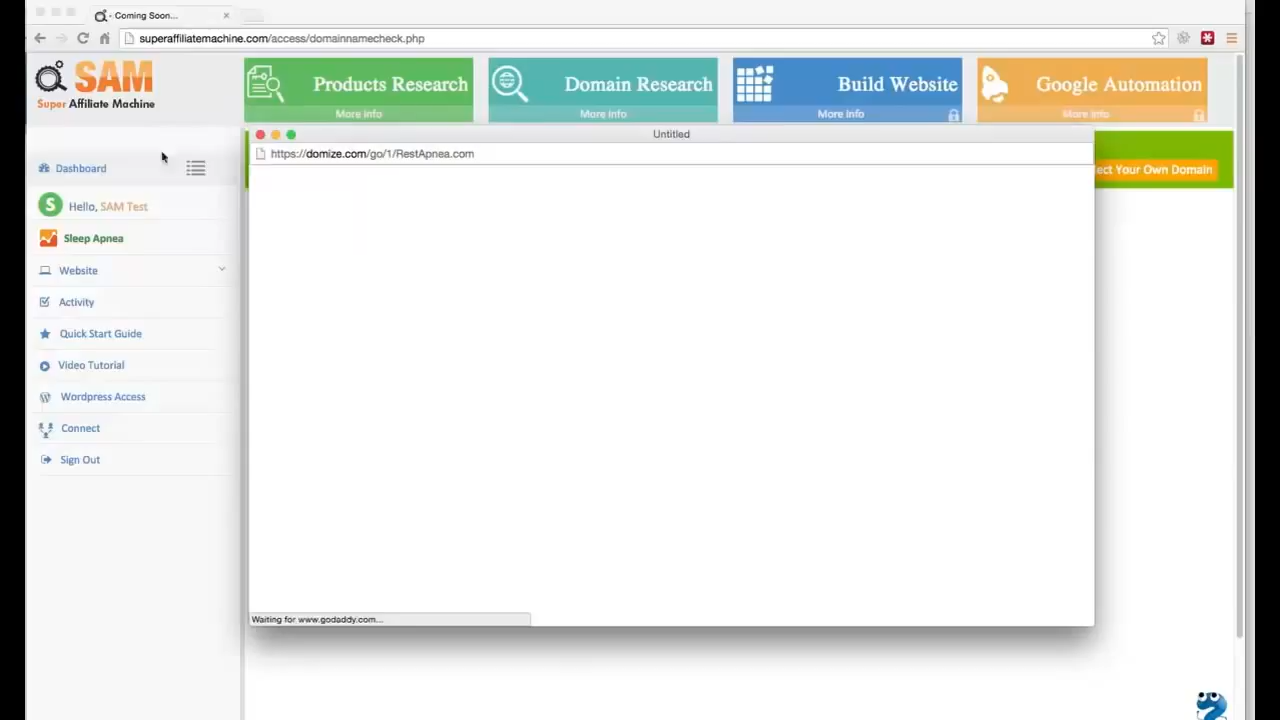 - Coming Soon...
superaffiliatemachine.com/access/domainnamecheck.php
SAM
Super Affiliate Machine
Products Research
More Info
Domain Research
More Info
Build Website
More Info
Google Automation
More Info
Untitled
https://domize.com/go/1/RestApnea.com
ect Your Own Domain
Dashboard
S
Hello, SAM Test
Sleep Apnea
Website
Activity
Quick Start Guide
Video Tutorial
Wordpress Access
Connect
Sign Out
Waiting for www.godaddy.com...